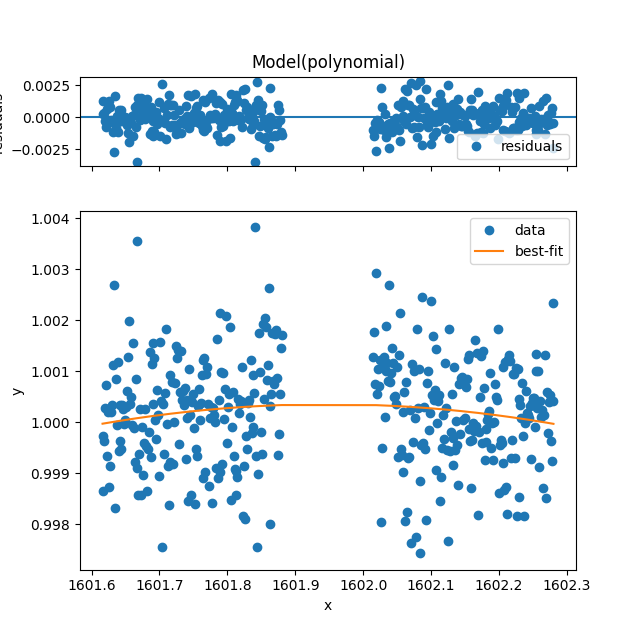 Model(polynomial)
0.0025
0.0000
−0.0025
residuals
residuals
1.004
1.003
1.002
1.001
1.000
0.999
0.998
y
data
best-fit
1601.6 1601.7 1601.8 1601.9 1602.0 1602.1 1602.2 1602.3
x